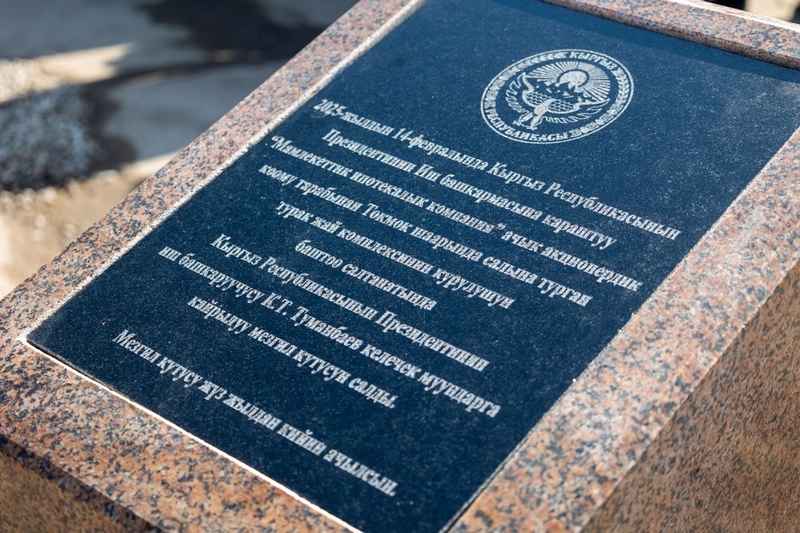 КЫРГЫЗ РЕСПУБЛИКАСЫ
2025-жылдын 14-февралында Кыргыз Республикасынын
Президентинин Иш башкармасына караштуу
"Мамлекеттик ипотекалык компания" ачык акционердик
коому тарабынан Токмок шаарында салына турган
турак жай комплексинин курулушун
баштоо салтанатында
Кыргыз Республикасынын Президентинин
иш башкаруучусу К.Т. Туманбаев келечек муундарга
кайрылуу мезгил кутусун салды.
Мезгил кутусу жүз жылдан кийин ачылсын.